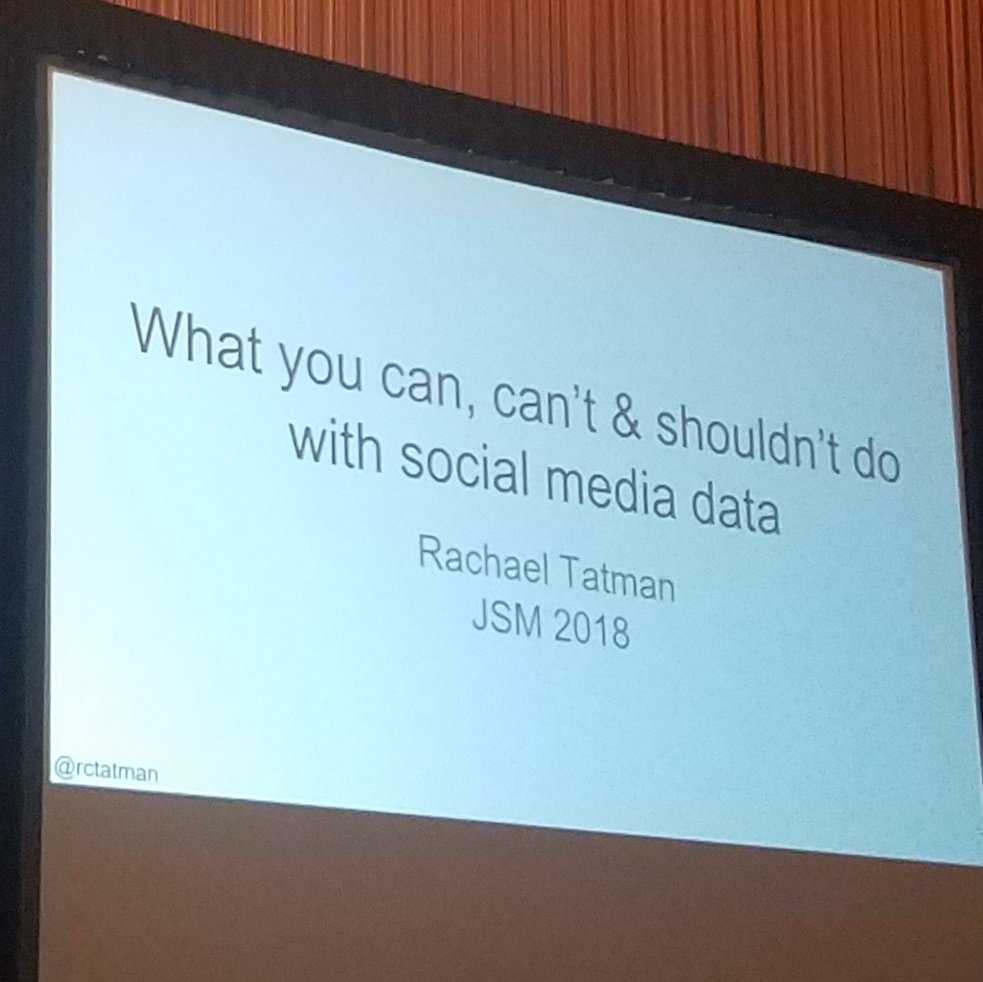 What you can, can't & shouldn't do
with social media data
Rachael Tatman
JSM 2018
@rctatman